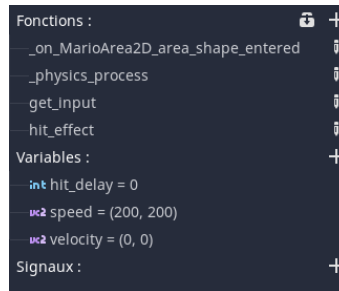 Fonctions :
_on_MarioArea2D_area_shape_entered
_physics_process
get_input
hit_effect
Variables :
int hit_delay = 0
vc2 speed = (200, 200)
vc2 velocity = (0, 0)
Signaux :